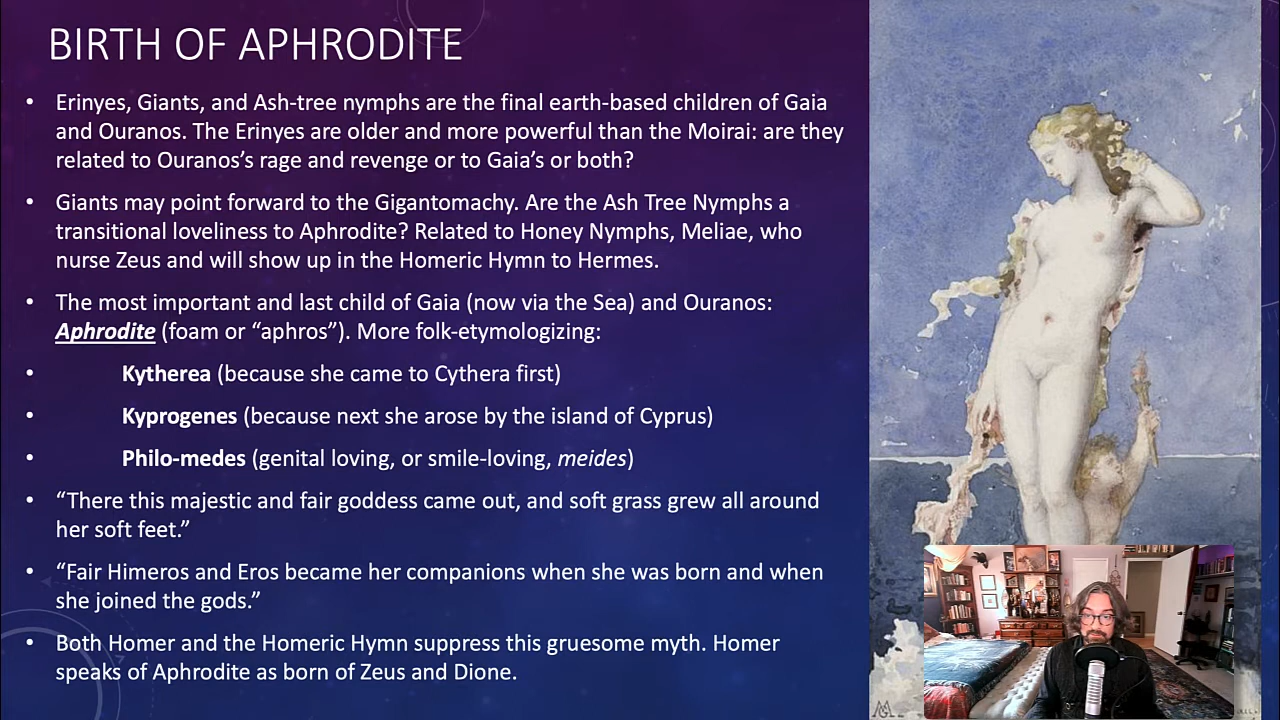 BIRTH OF APHRODITE
• Erinyes, Giants, and Ash-tree nymphs are the final earth-based children of Gaia
and Ouranos. The Erinyes are older and more powerful than the Moirai: are they
related to Ouranos’s rage and revenge or to Gaia’s or both?
• Giants may point forward to the Gigantomachy. Are the Ash Tree Nymphs a
transitional loveliness to Aphrodite? Related to Honey Nymphs, Meliae, who
nurse Zeus and will show up in the Homeric Hymn to Hermes.
• The most important and last child of Gaia (now via the Sea) and Ouranos:
Aphrodite (foam or “aphros”). More folk-etymologizing:
• Kytherea (because she came to Cythera first)
• Kyprogenes (because next she arose by the island of Cyprus)
• Philo-medes (genital loving, or smile-loving, meides)
• “There this majestic and fair goddess came out, and soft grass grew all around
her soft feet.”
• “Fair Himeros and Eros became her companions when she was born and when
she joined the gods.”
• Both Homer and the Homeric Hymn suppress this gruesome myth. Homer
speaks of Aphrodite as born of Zeus and Dione.